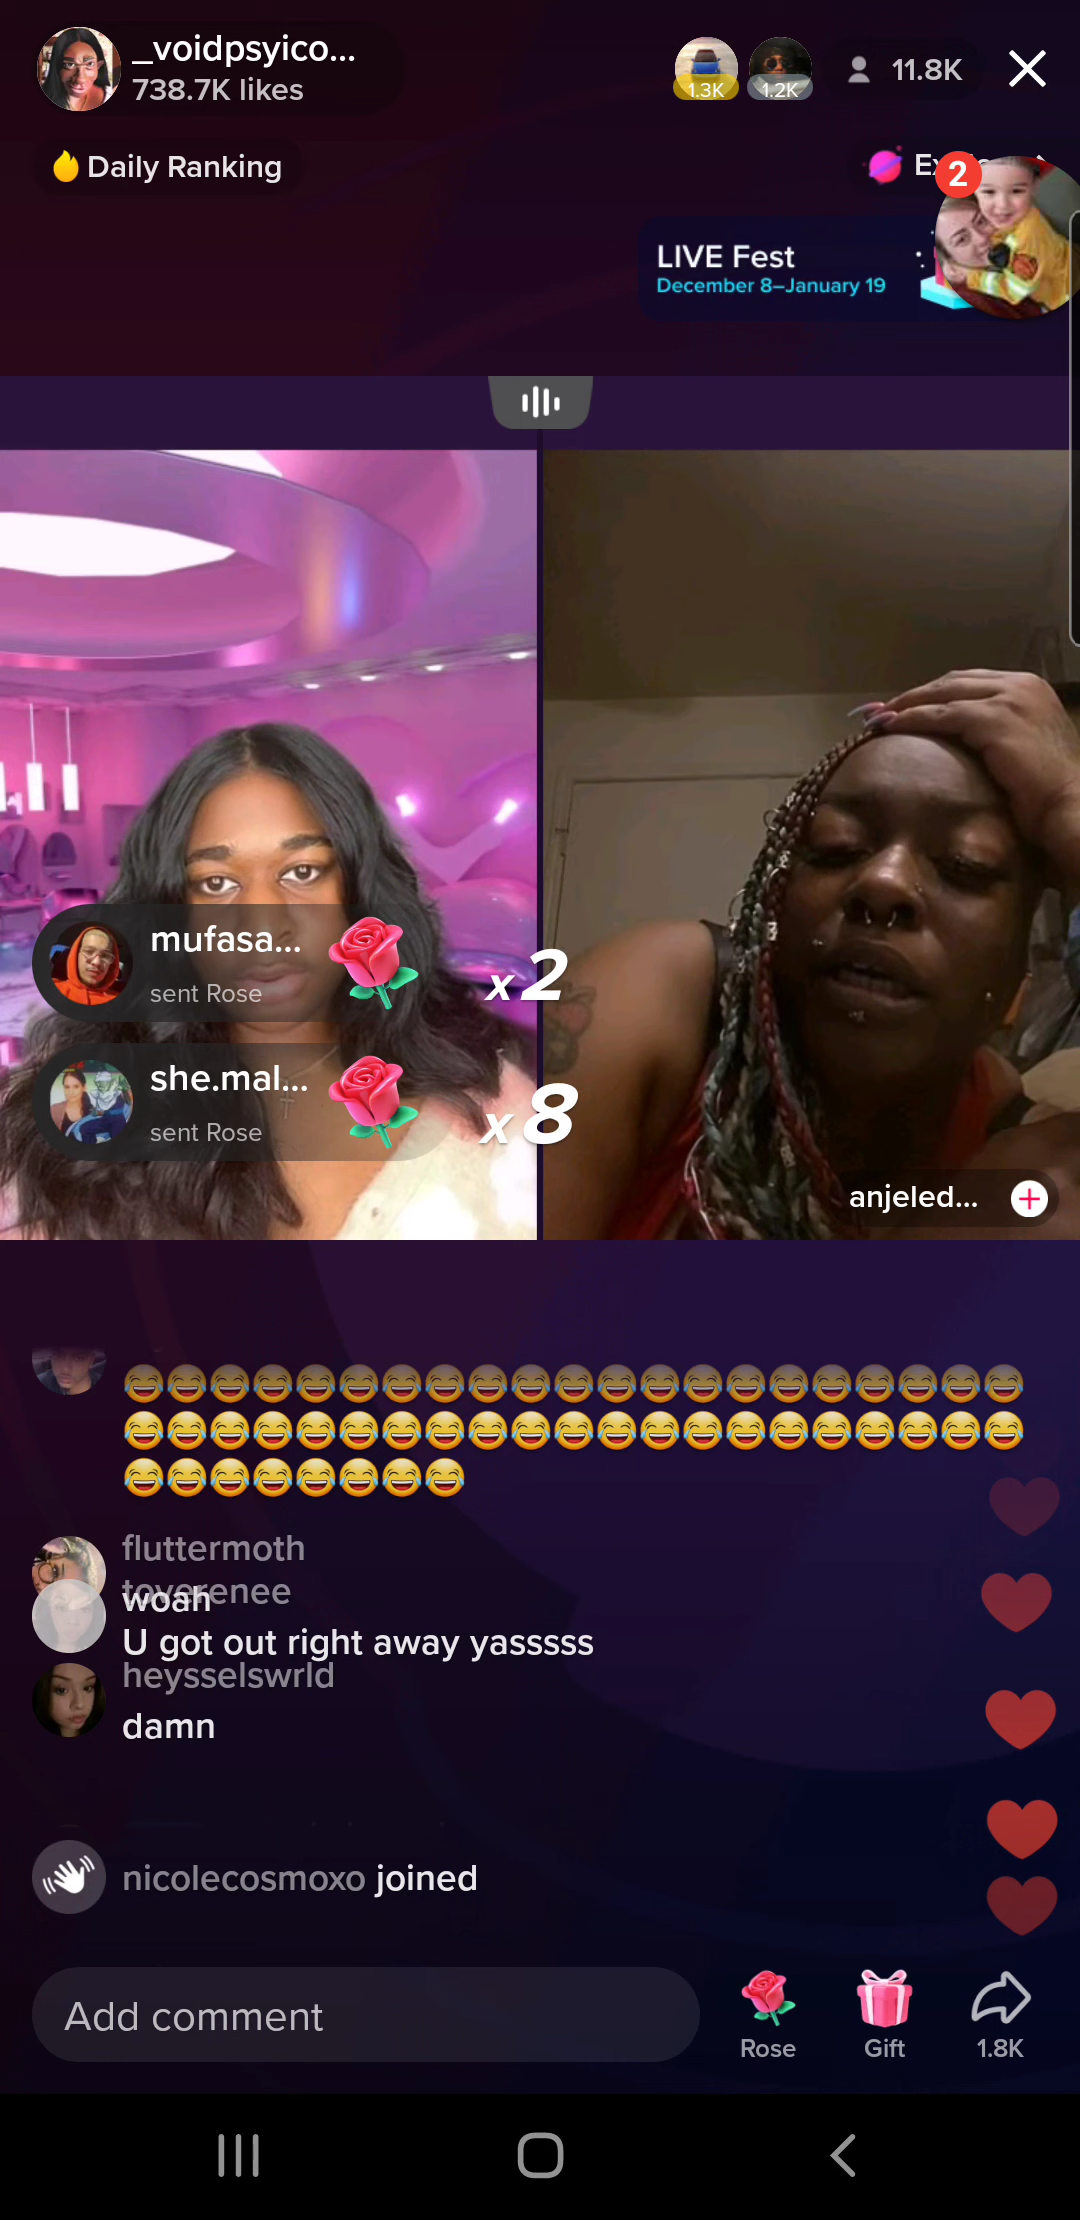 _voidpsyico...
738.7K likes
1.3K
1.2K
11.8K
Daily Ranking
2
LIVE Fest
December 8–January 19
mufasa...
sent Rose
x2
she.mal...
sent Rose
x8
anjeled...
😂😂😂😂😂😂😂😂😂😂😂😂😂😂😂😂😂😂😂😂😂
😂😂😂😂😂😂😂😂😂😂😂😂😂😂😂😂😂😂😂😂😂
😂😂😂😂😂😂😂😂
fluttermoth
woah
toverenee
U got out right away yasssss
heysselswrld
damn
nicolecosmoxo joined
Add comment
Rose
Gift
1.8K